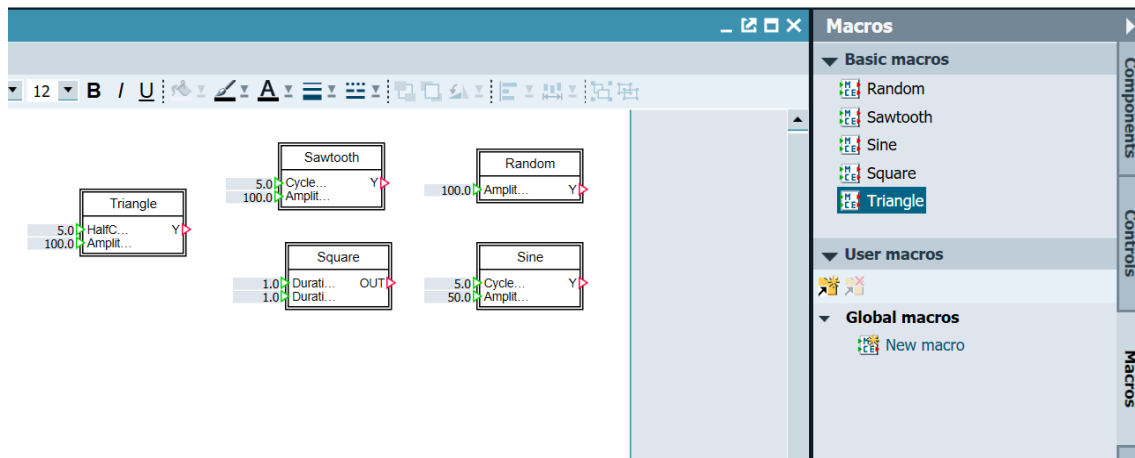 Macros
12 B I U A
Basic macros
Random
Sawtooth
Sine
Square
Triangle
User macros
Global macros
New macro
Components
Controls
Macros
Sawtooth
5.0 Cycle... Y
100.0 Amplit...
Random
100.0 Amplit... Y
Triangle
5.0 HalfC... Y
100.0 Amplit...
Square
1.0 Durati... OUT
1.0 Durati...
Sine
5.0 Cycle... Y
50.0 Amplit...